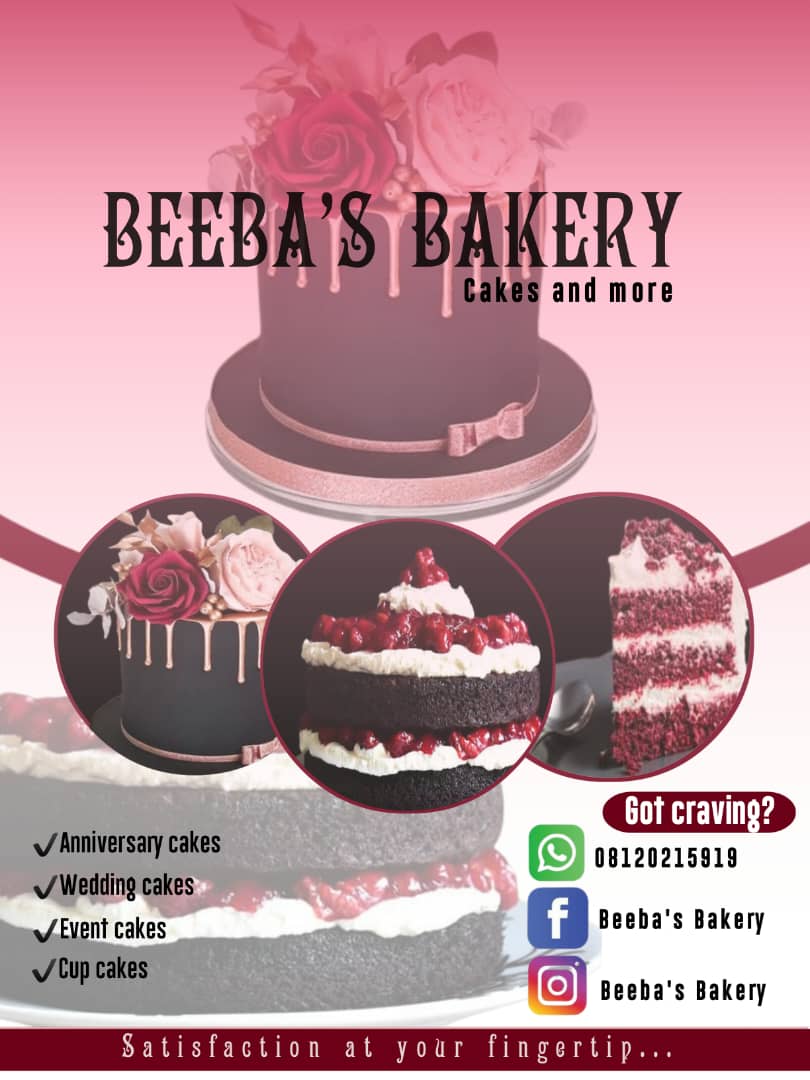 BEEBA'S BAKERY
Cakes and more
Got craving?
Anniversary cakes
Wedding cakes
Event cakes
Cup cakes
08120215919
Beeba's Bakery
Beeba's Bakery
Satisfaction at your fingertip...